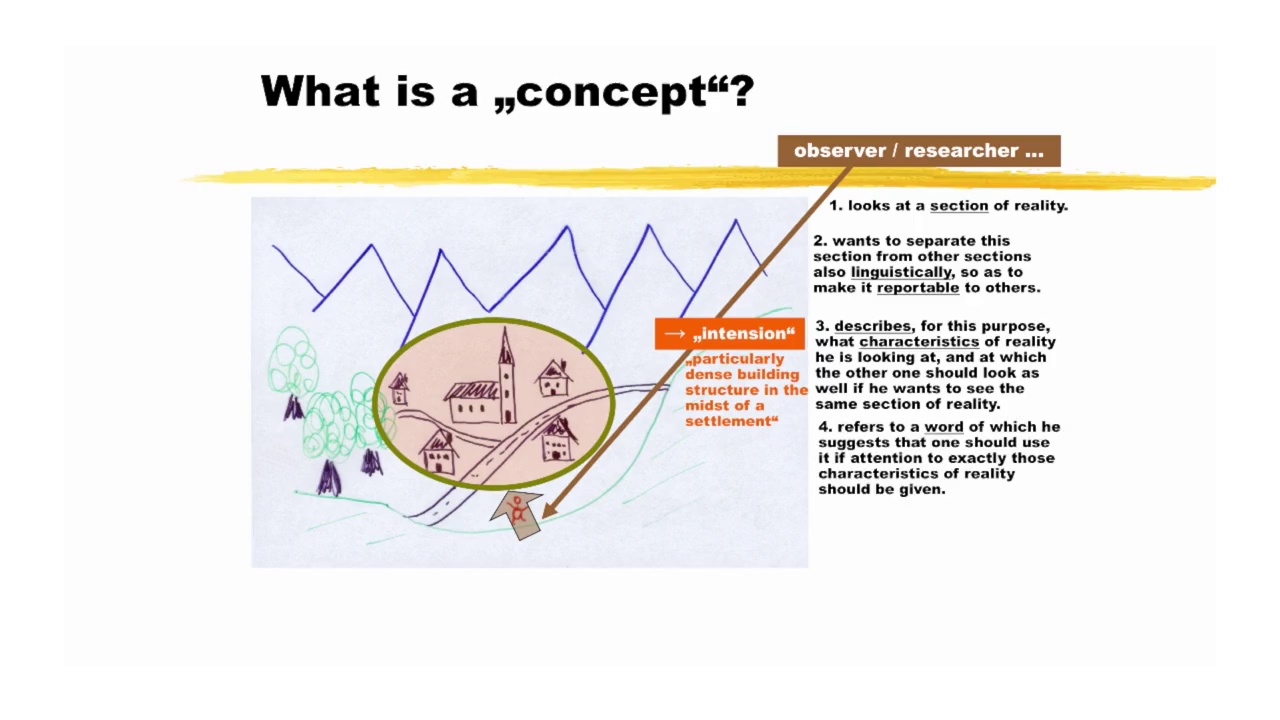 What is a „concept“?
observer / researcher ...
1. looks at a section of reality.
2. wants to separate this
section from other sections
also linguistically, so as to
make it reportable to others.
→ „intension“
„particularly
dense building
structure in the
midst of a
settlement“
3. describes, for this purpose,
what characteristics of reality
he is looking at, and at which
the other one should look as
well if he wants to see the
same section of reality.
4. refers to a word of which he
suggests that one should use
it if attention to exactly those
characteristics of reality
should be given.